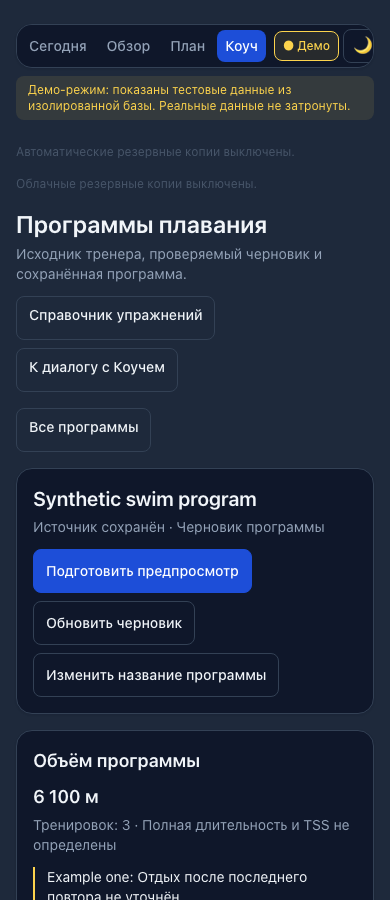 Сегодня Обзор План Коуч Демо
Демо-режим: показаны тестовые данные из
изолированной базы. Реальные данные не затронуты.
Автоматические резервные копии выключены.
Облачные резервные копии выключены.
Программы плавания
Исходник тренера, проверяемый черновик и
сохранённая программа.
Справочник упражнений
К диалогу с Коучем
Все программы
Synthetic swim program
Источник сохранён · Черновик программы
Подготовить предпросмотр
Обновить черновик
Изменить название программы
Объём программы
6 100 м
Тренировок: 3 · Полная длительность и TSS не
определены
Example one: Отдых после последнего
повтора не уточнён